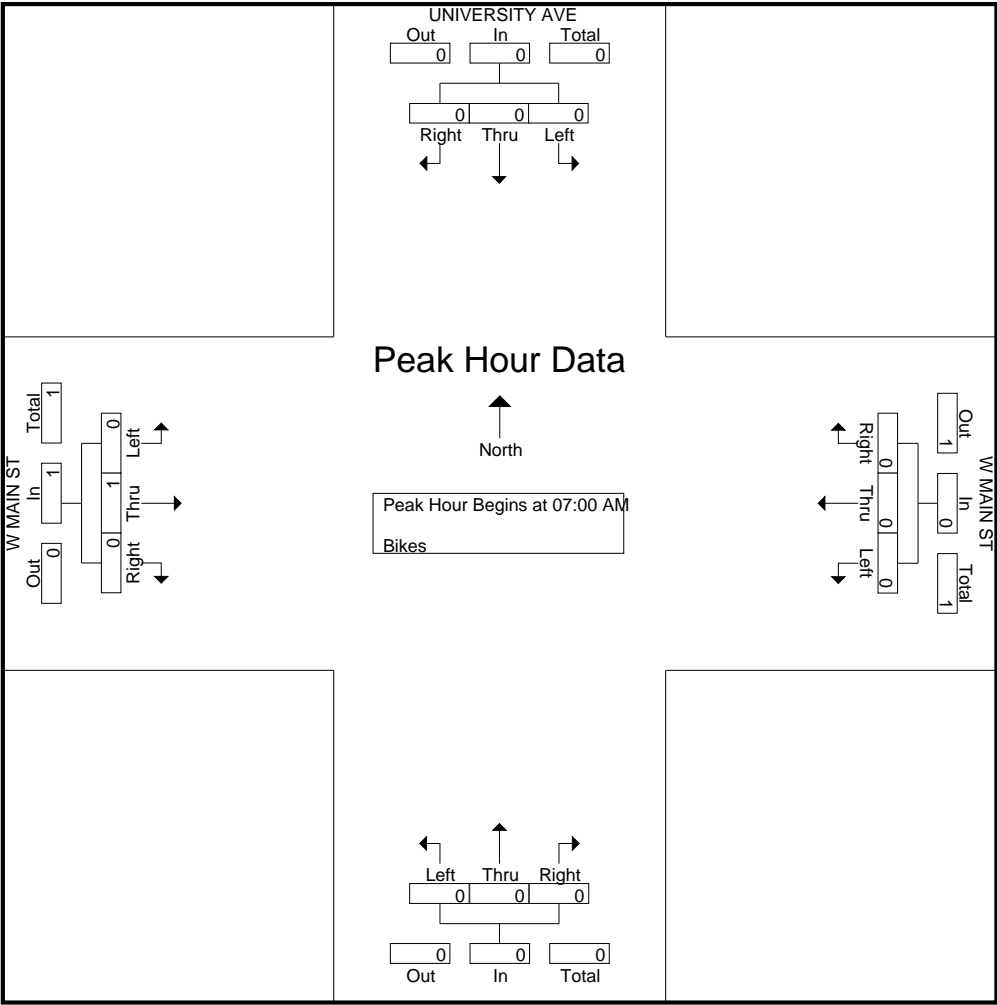 UNIVERSITY AVE
Out In Total
0 0 0
0 0 0
Right Thru Left
Peak Hour Data
North
Peak Hour Begins at 07:00 AM
Bikes
W MAIN ST
Total In Out
1 1 0
0 1 0
Left Thru Right
Right Thru Left
0 0 0
1 0 1
Out In Total
W MAIN ST
Left Thru Right
0 0 0
0 0 0
Out In Total